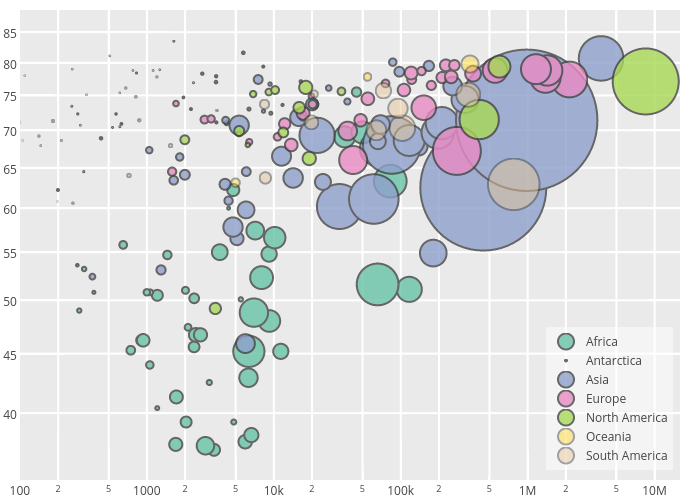 85
80
75
70
65
60
55
50
45
40
Africa
Antarctica
Asia
Europe
North America
Oceania
South America
100 2 5 1000 2 5 10k 2 5 100k 2 5 1M 2 5 10M